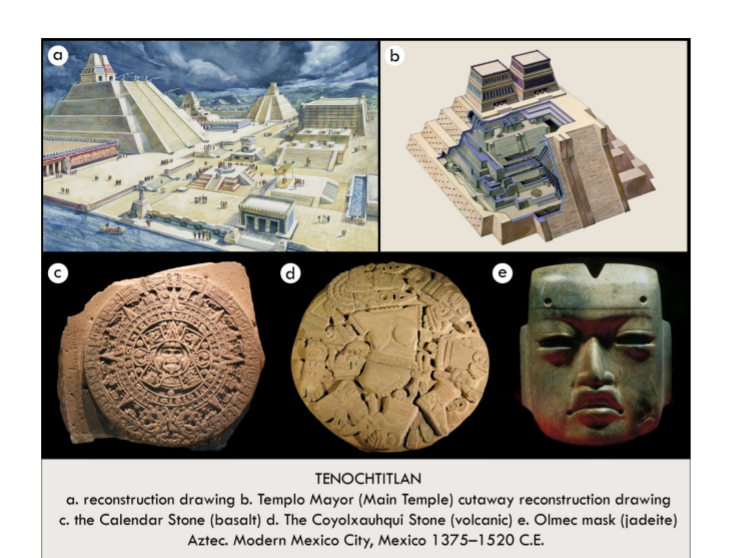 a
b
c
d
e
TENOCHTITLAN
a. reconstruction drawing b. Templo Mayor (Main Temple) cutaway reconstruction drawing
c. the Calendar Stone (basalt) d. The Coyolxauhqui Stone (volcanic) e. Olmec mask (jadeite)
Aztec. Modern Mexico City, Mexico 1375–1520 C.E.